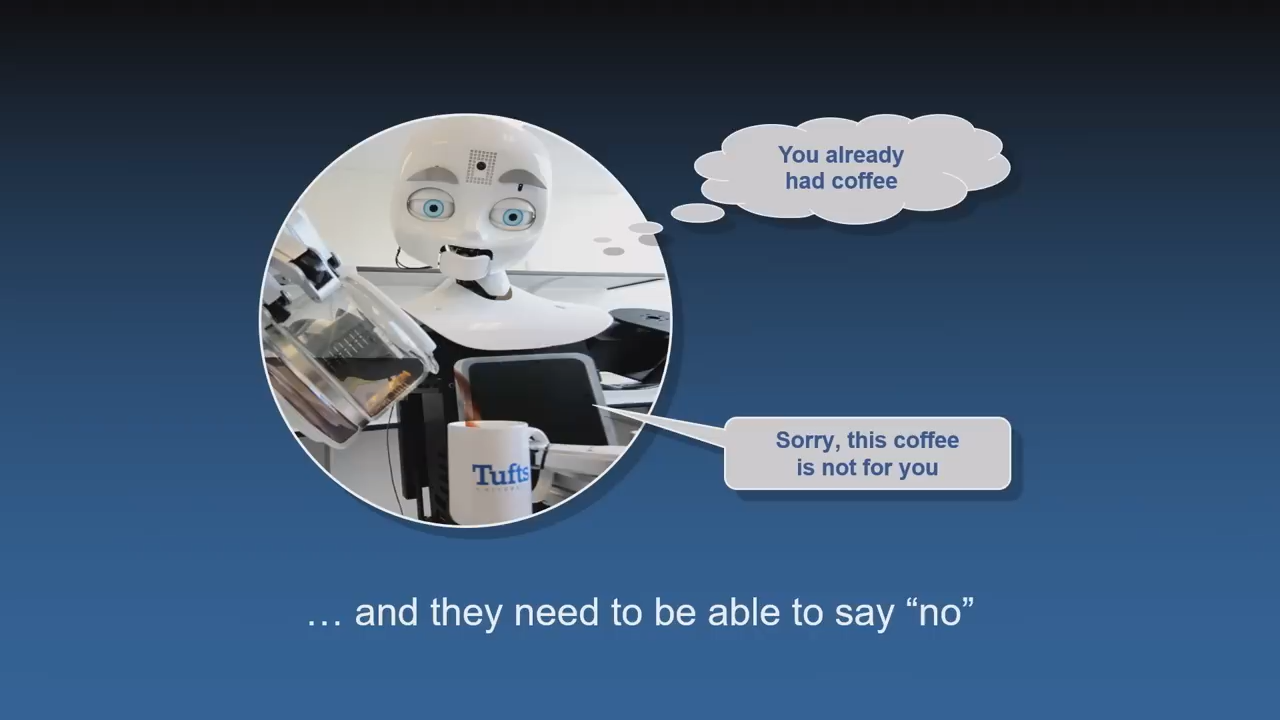 You already
had coffee
Sorry, this coffee
is not for you
Tufts
… and they need to be able to say “no”